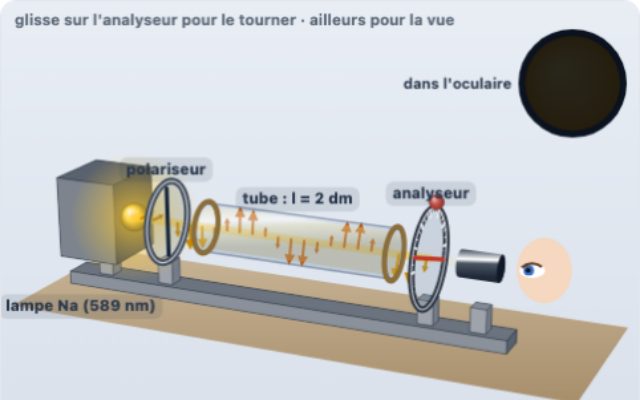 glisse sur l'analyseur pour le tourner · ailleurs pour la vue
dans l'oculaire
polariseur
tube : l = 2 dm
analyseur
lampe Na (589 nm)